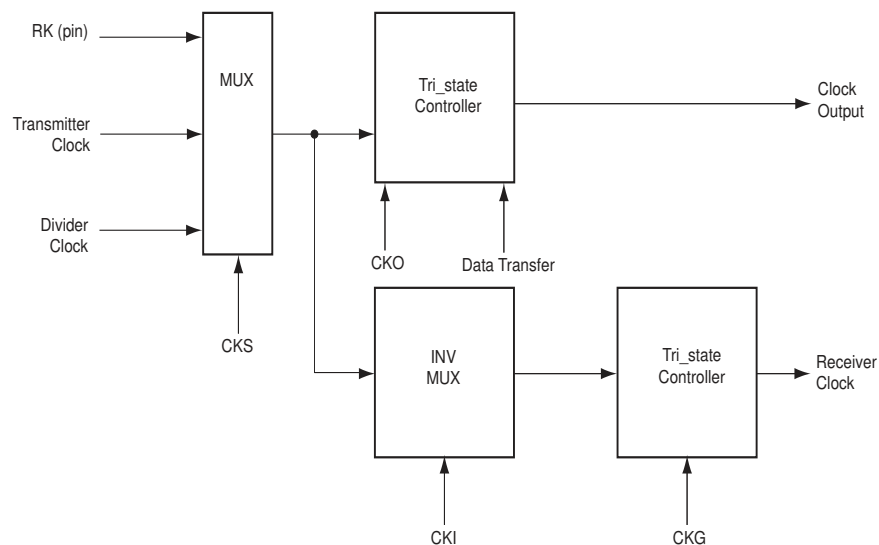 RK (pin)
MUX
Tri_state
Controller
Clock
Output
Transmitter
Clock
Divider
Clock
CKO
Data Transfer
CKS
INV
MUX
Tri_state
Controller
Receiver
Clock
CKI
CKG